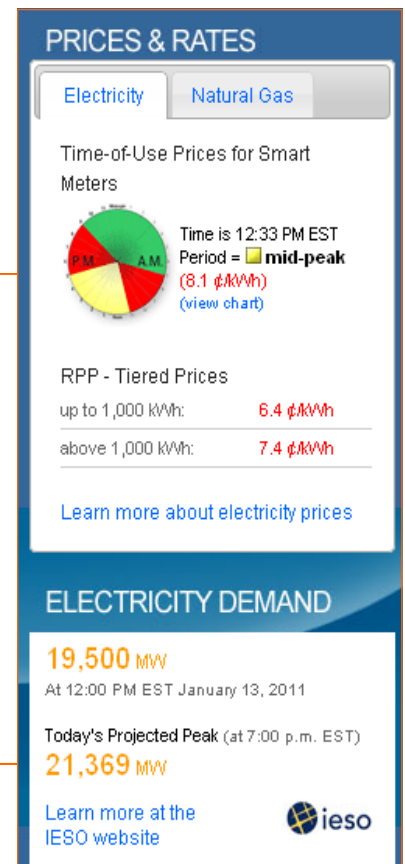 PRICES & RATES
Electricity
Natural Gas
Time-of-Use Prices for Smart
Meters
P.M. A.M.
Time is 12:33 PM EST
Period = mid-peak
(8.1 ¢/kWh)
(view chart)
RPP - Tiered Prices
up to 1,000 kWh: 6.4 ¢/kWh
above 1,000 kWh: 7.4 ¢/kWh
Learn more about electricity prices
ELECTRICITY DEMAND
19,500 MW
At 12:00 PM EST January 13, 2011
Today's Projected Peak (at 7:00 p.m. EST)
21,369 MW
Learn more at the
IESO website
ieso